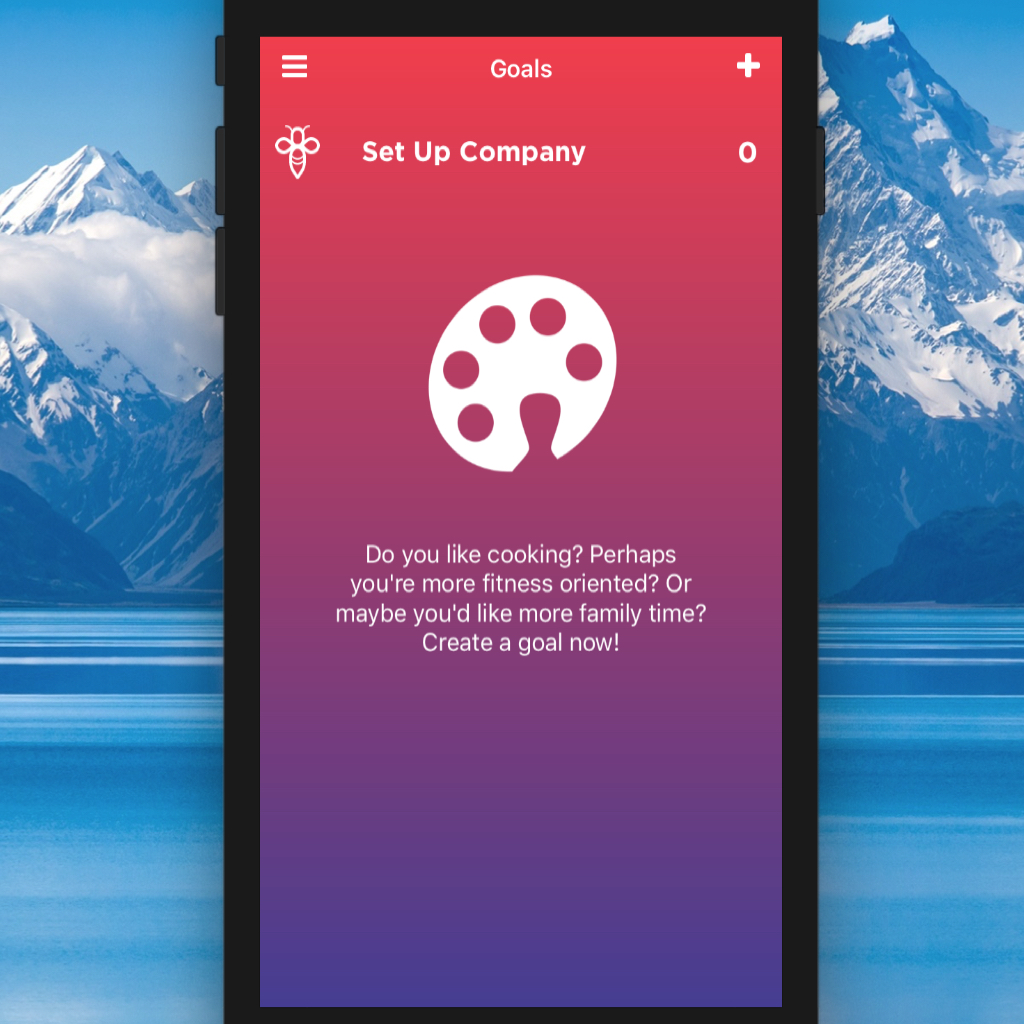 Goals
Set Up Company 0
Do you like cooking? Perhaps
you're more fitness oriented? Or
maybe you'd like more family time?
Create a goal now!